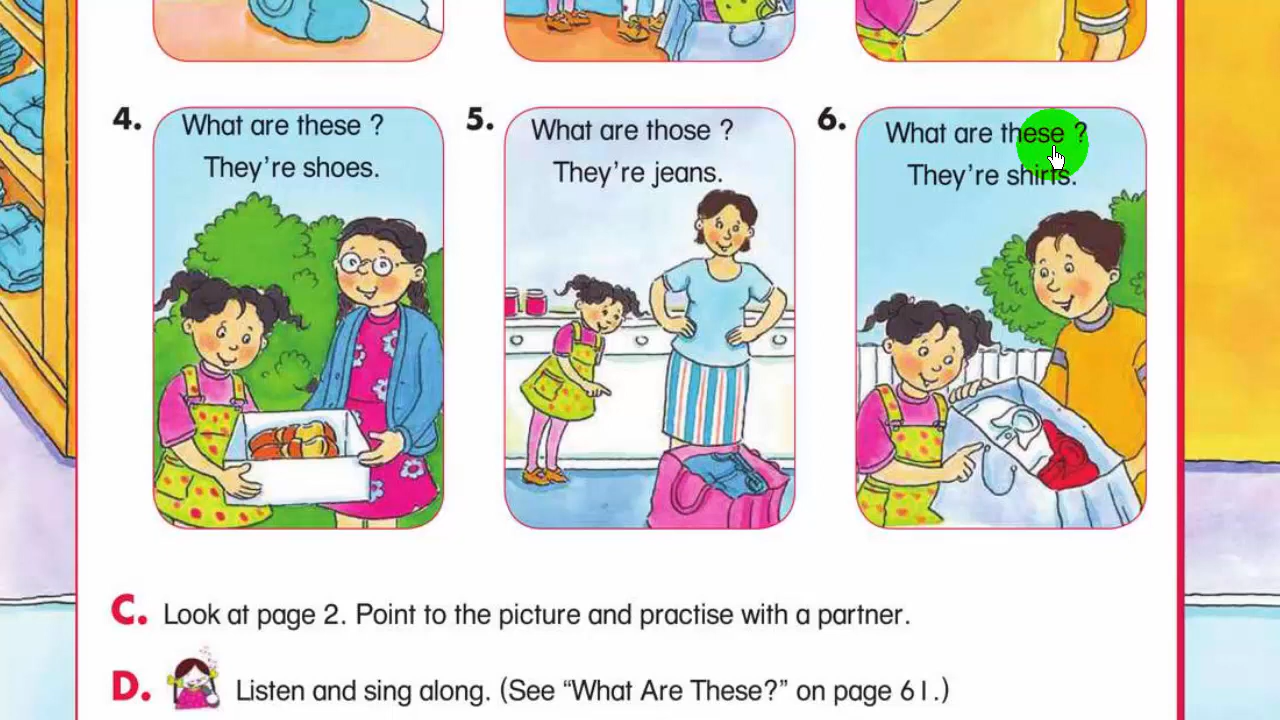 4.
What are these ?
They're shoes.
5.
What are those ?
They're jeans.
6.
What are these ?
They're shirts.
C. Look at page 2. Point to the picture and practise with a partner.
D. Listen and sing along. (See “What Are These?” on page 61.)